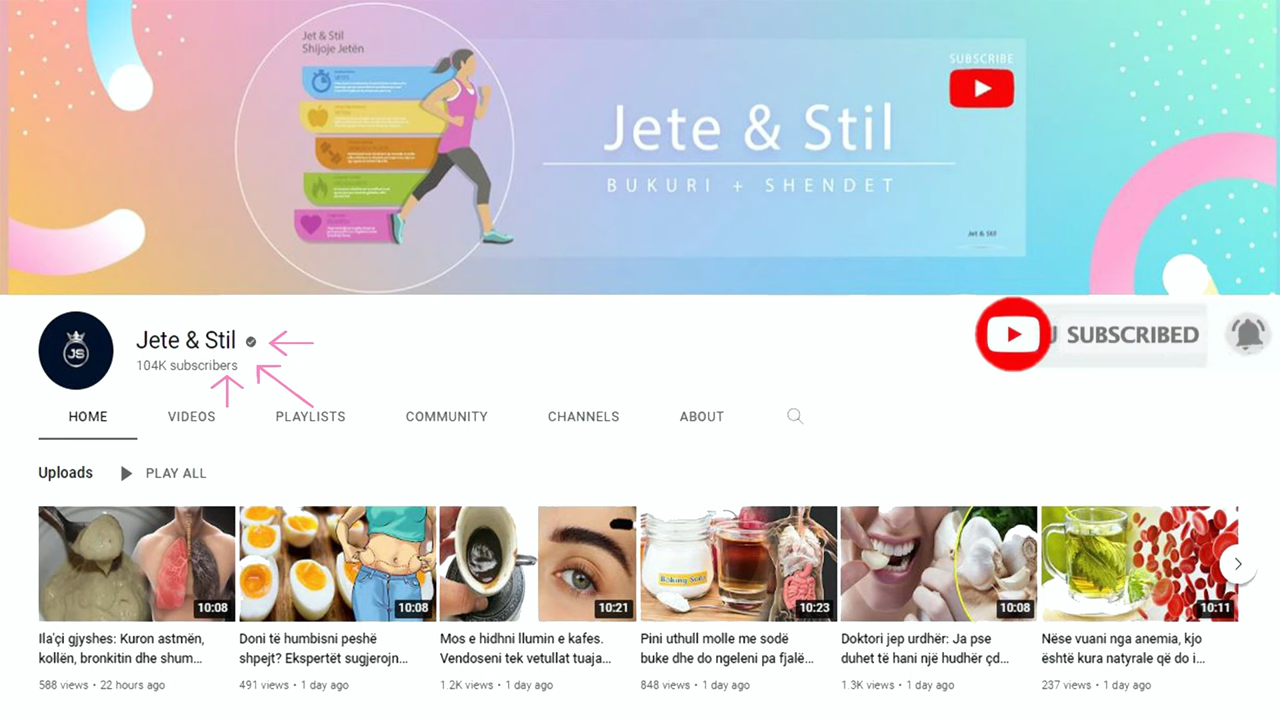 Jet & Stil
Shijoje Jetën
SUBSCRIBE
Jete & Stil
BUKURI + SHENDET
Jet & Stil
JS
Jete & Stil
104K subscribers
SUBSCRIBED
HOME VIDEOS PLAYLISTS COMMUNITY CHANNELS ABOUT
Uploads PLAY ALL
10:08
10:08
10:21
Baking Soda
10:23
10:08
10:11
Ila'çi gjyshes: Kuron astmën,
kollën, bronkitin dhe shum...
588 views • 22 hours ago
Doni të humbisni peshë
shpejt? Ekspertët sugjerojn...
491 views • 1 day ago
Mos e hidhni llumin e kafes.
Vendoseni tek vetullat tuaja...
1.2K views • 1 day ago
Pini uthull molle me sodë
buke dhe do ngeleni pa fjalë...
848 views • 1 day ago
Doktori jep urdhër: Ja pse
duhet të hani një hudhër çd...
1.3K views • 1 day ago
Nëse vuani nga anemia, kjo
është kura natyrale që do i...
237 views • 1 day ago